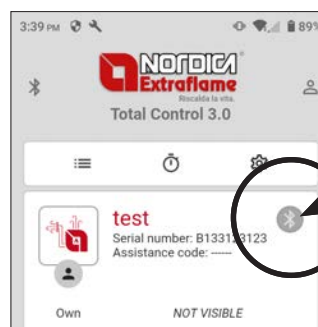 3:39 PM 89%
NORDICA
Extraflame
Riscalda la vita.
Total Control 3.0
test
Serial number: B133123123
Assistance code: -----
Own NOT VISIBLE